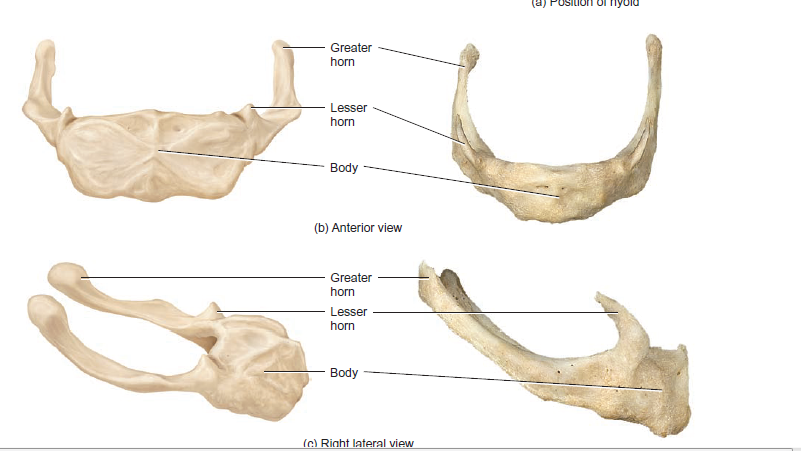 (a) Position of hyoid
Greater
horn
Lesser
horn
Body
(b) Anterior view
Greater
horn
Lesser
horn
Body
(c) Right lateral view